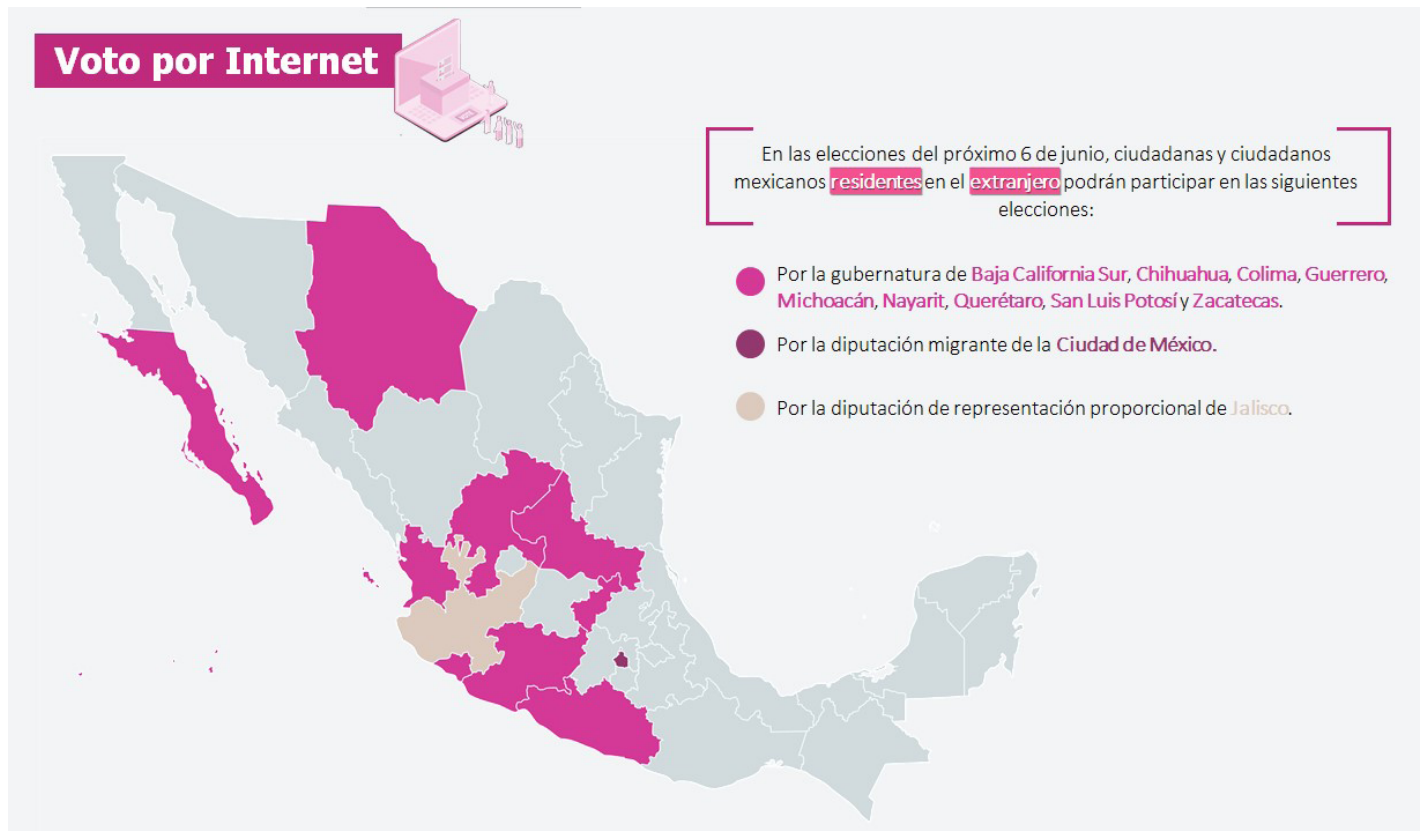 Voto por Internet
En las elecciones del próximo 6 de junio, ciudadanas y ciudadanos
mexicanos residentes en el extranjero podrán participar en las siguientes
elecciones:
Por la gubernatura de Baja California Sur, Chihuahua, Colima, Guerrero,
Michoacán, Nayarit, Querétaro, San Luis Potosí y Zacatecas.
Por la diputación migrante de la Ciudad de México.
Por la diputación de representación proporcional de Jalisco.